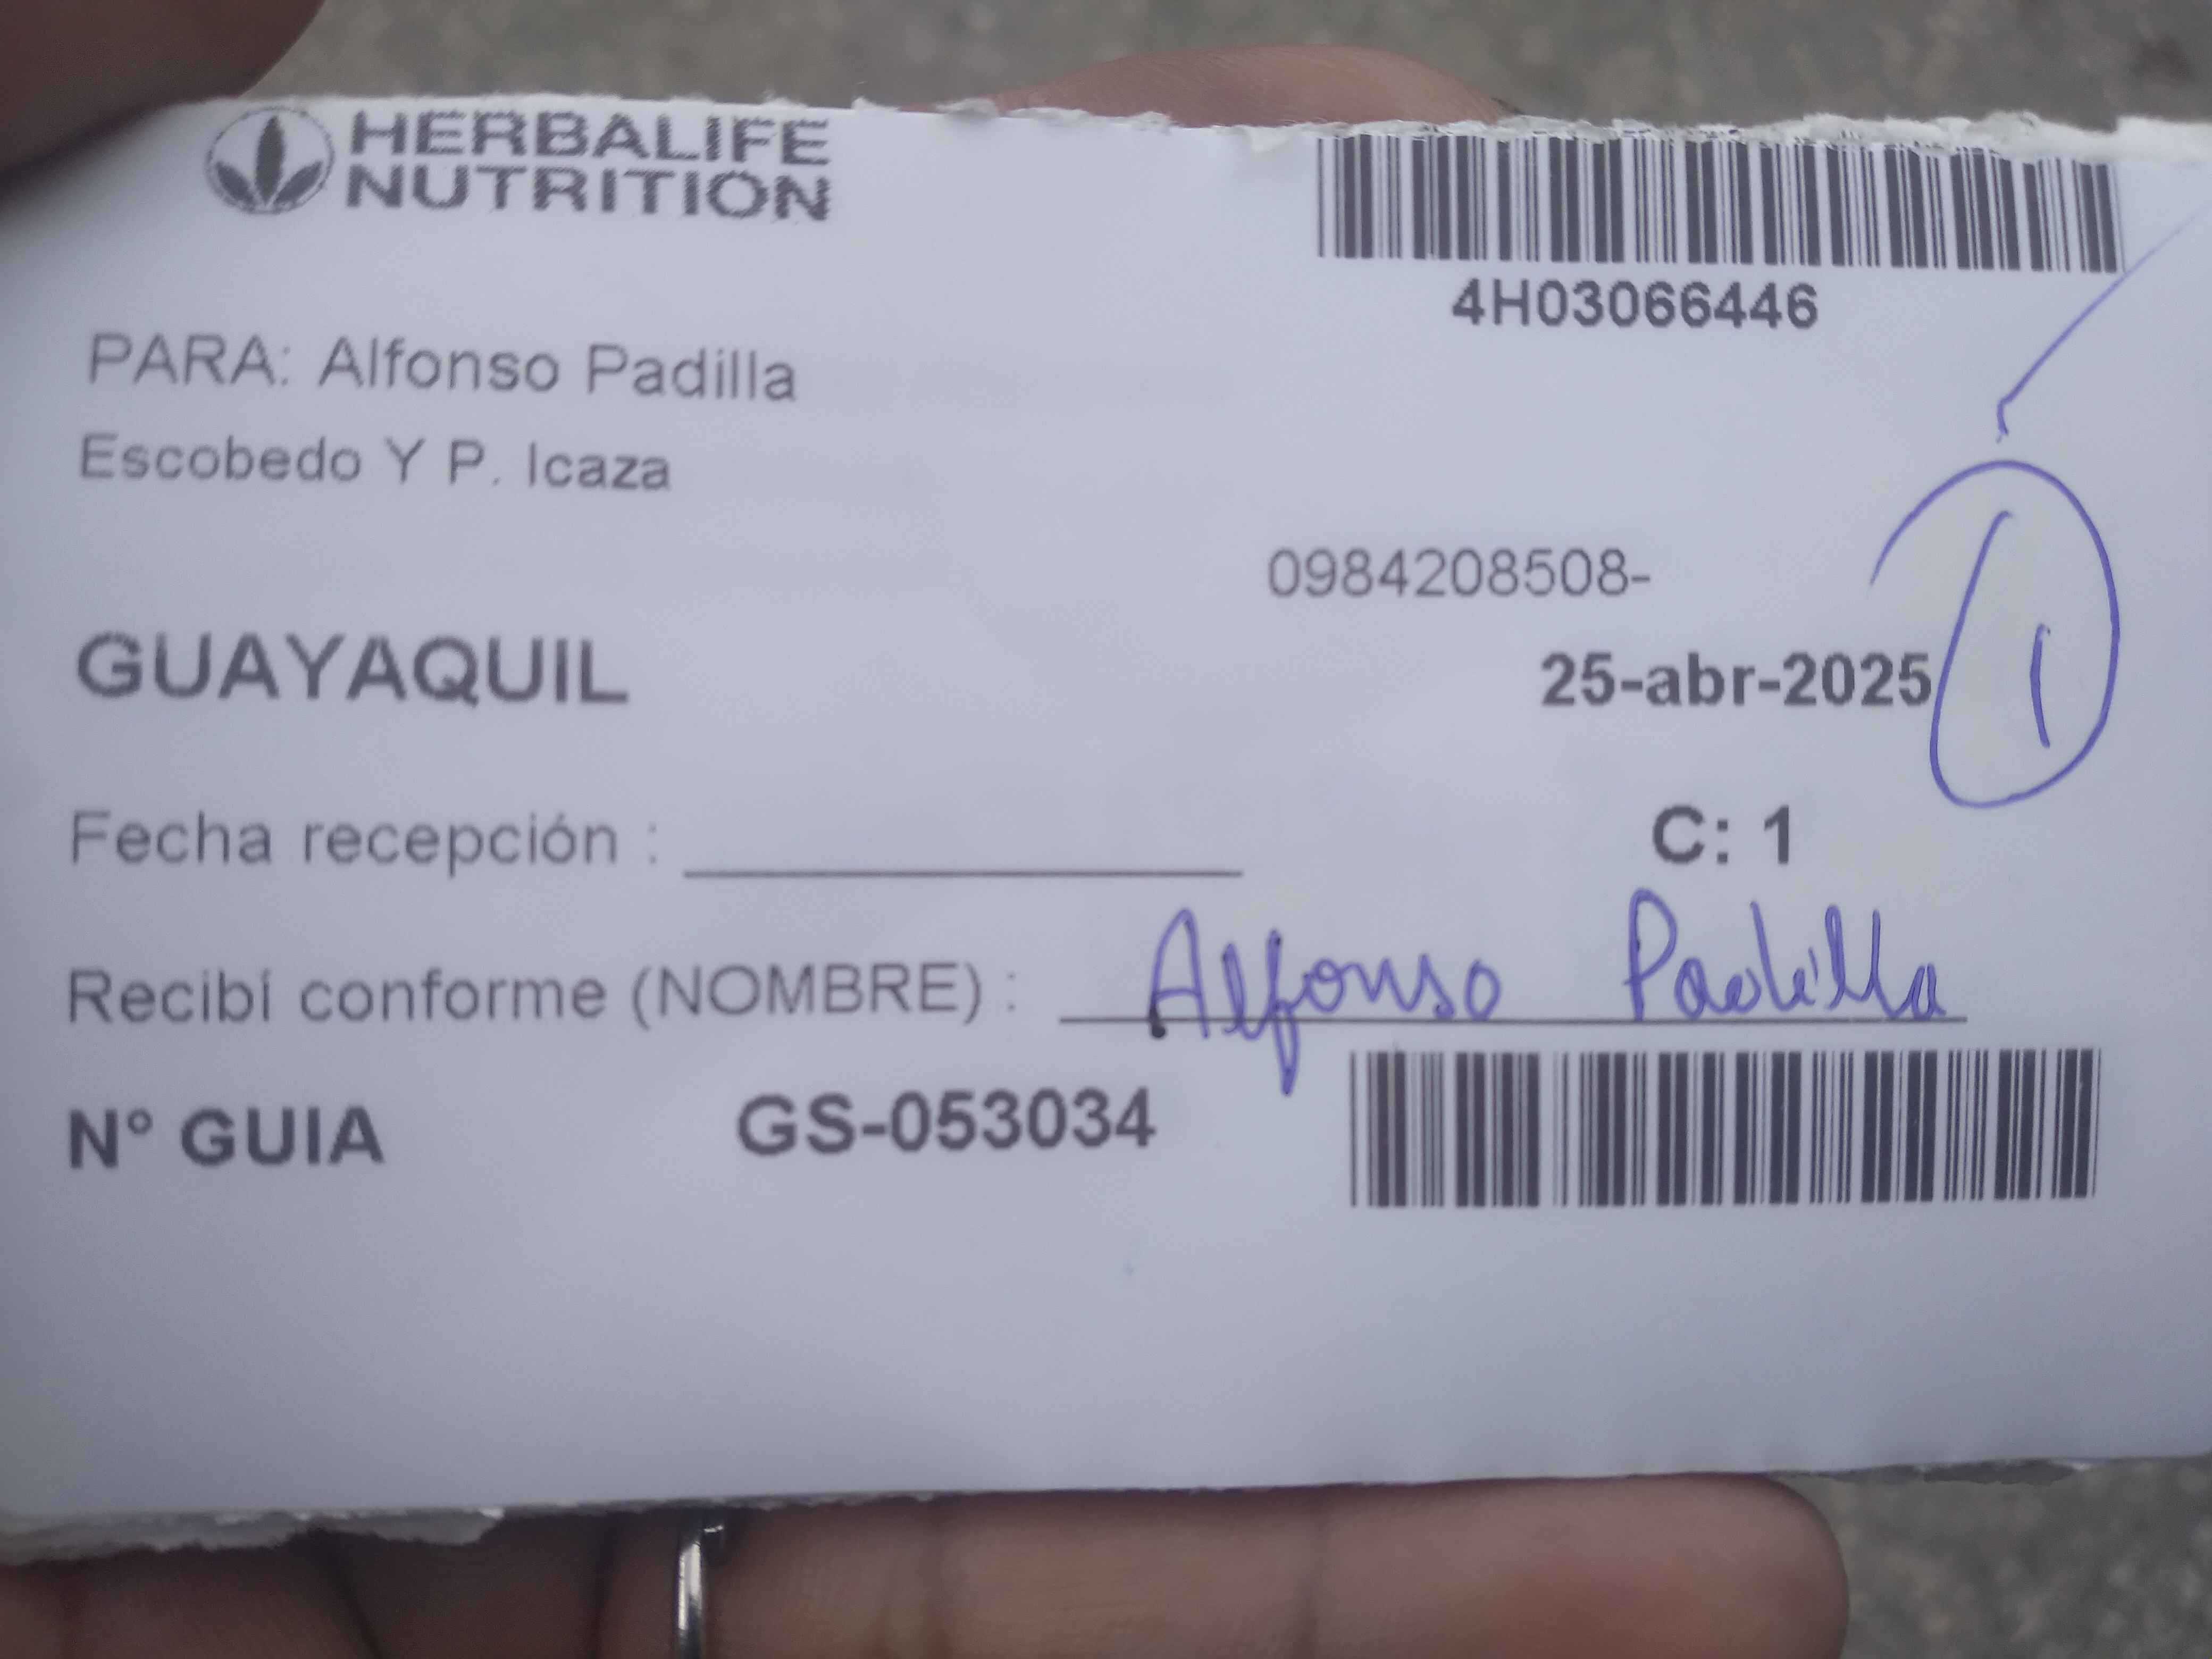 HERBALIFE
NUTRITION
4H03066446
PARA: Alfonso Padilla
Escobedo Y P. Icaza
0984208508-
GUAYAQUIL
25-abr-2025
1
Fecha recepción :
C: 1
Recibí conforme (NOMBRE) : Alfonso Padilla
N° GUIA GS-053034